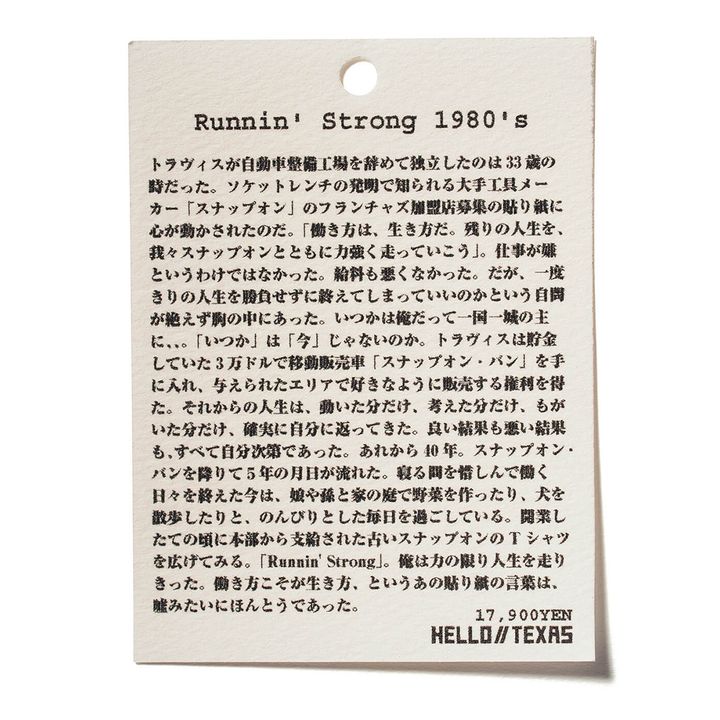 Runnin' Strong 1980's
トラヴィスが自動車整備工場を辞めて独立したのは33歳の
時だった。ソケットレンチの発明で知られる大手工具メー
カー「スナップオン」のフランチャズ加盟店募集の貼り紙に
心が動かされたのだ。「働き方は、生き方だ。残りの人生を、
我々スナップオンとともに力強く走っていこう」。仕事が嫌
というわけではなかった。給料も悪くなかった。だが、一度
きりの人生を勝負せずに終えてしまっていいのかという自問
が絶えず胸の中にあった。いつかは俺だって一国一城の主
に、、。「いつか」は「今」じゃないのか。トラヴィスは貯金
していた3万ドルで移動販売車「スナップオン・バン」を手
に入れ、与えられたエリアで好きなように販売する権利を得
た。それからの人生は、動いた分だけ、考えた分だけ、もが
いた分だけ、確実に自分に返ってきた。良い結果も悪い結果
も、すべて自分次第であった。あれから40年。スナップオン・
バンを降りて5年の月日が流れた。寝る間を惜しんで働く
日々を終えた今は、娘や孫と家の庭で野菜を作ったり、犬を
散歩したりと、のんびりとした毎日を過ごしている。開業し
たての頃に本部から支給された古いスナップオンのTシャツ
を広げてみる。「Runnin' Strong」。俺は力の限り人生を走り
きった。働き方こそが生き方、というあの貼り紙の言葉は、
嘘みたいにほんとうであった。
17,900YEN
HELLO//TEXAS